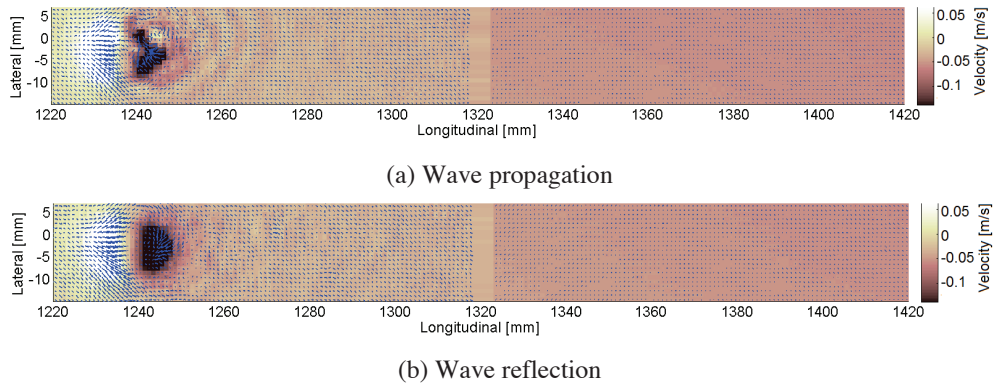 5
0
-5
-10
Lateral [mm]
1220 1240 1260 1280 1300 1320 1340 1360 1380 1400 1420
Longitudinal [mm]
0.05
0
-0.05
-0.1
Velocity [m/s]
(a) Wave propagation
5
0
-5
-10
Lateral [mm]
1220 1240 1260 1280 1300 1320 1340 1360 1380 1400 1420
Longitudinal [mm]
0.05
0
-0.05
-0.1
Velocity [m/s]
(b) Wave reflection